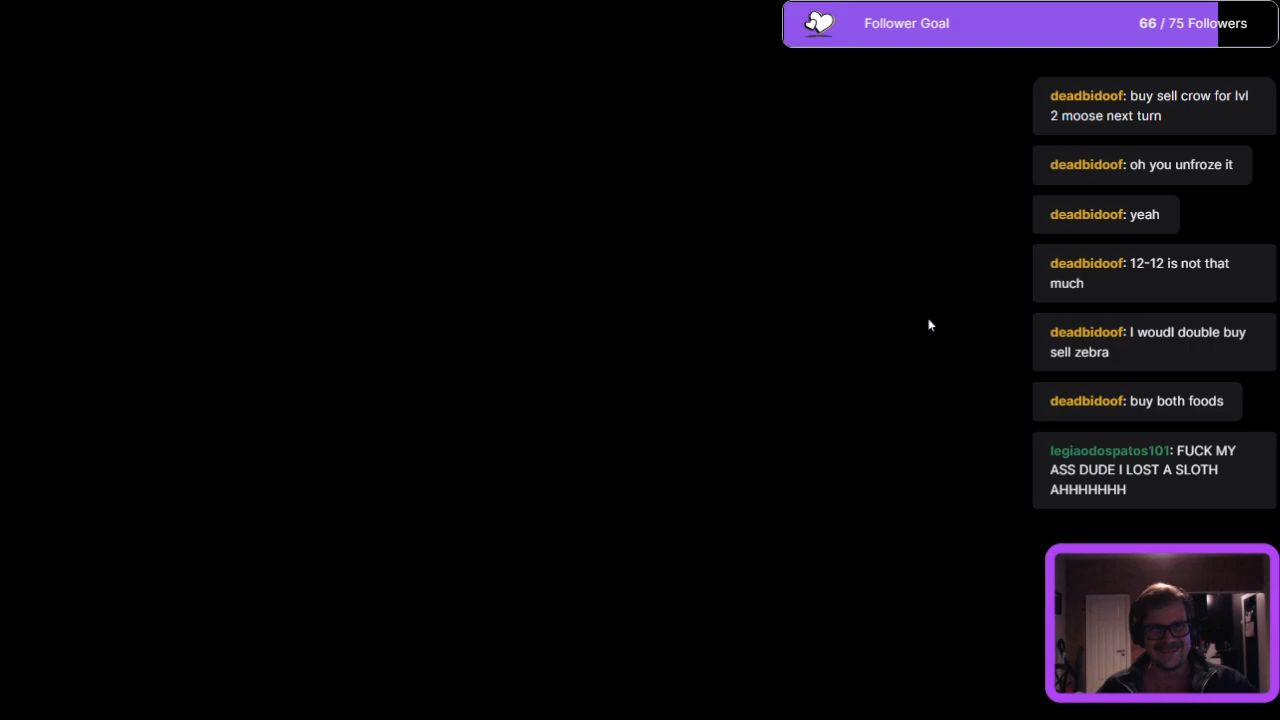 Follower Goal
66 / 75 Followers
deadbidoof: buy sell crow for lvl
2 moose next turn
deadbidoof: oh you unfroze it
deadbidoof: yeah
deadbidoof: 12-12 is not that
much
deadbidoof: I woudl double buy
sell zebra
deadbidoof: buy both foods
legiaodospatos101: FUCK MY
ASS DUDE I LOST A SLOTH
AHHHHHHH